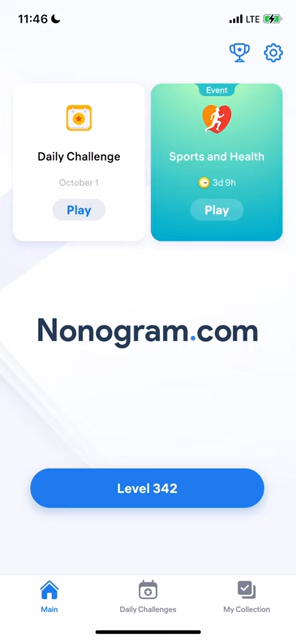 11:46
LTE
Event
Daily Challenge
October 1
Play
Sports and Health
3d 9h
Play
Nonogram.com
Level 342
Main
Daily Challenges
My Collection